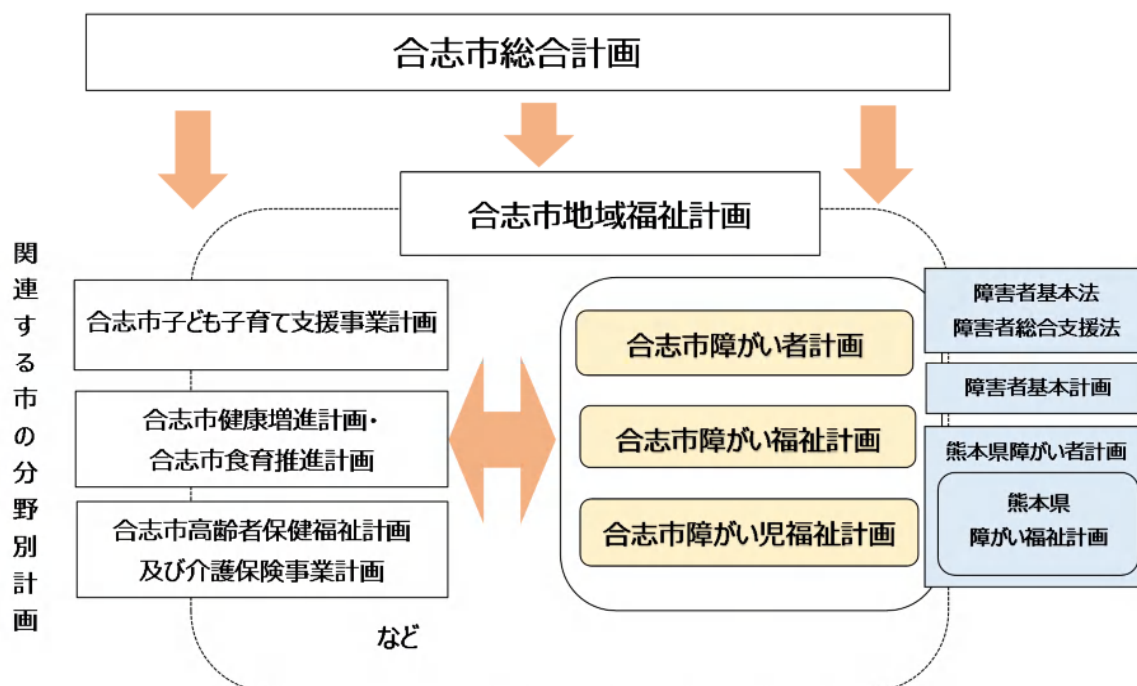 合志市総合計画
合志市地域福祉計画
関連する市の分野別計画
合志市子ども子育て支援事業計画
合志市健康増進計画・
合志市食育推進計画
合志市高齢者保健福祉計画
及び介護保険事業計画
など
合志市障がい者計画
合志市障がい福祉計画
合志市障がい児福祉計画
障害者基本法
障害者総合支援法
障害者基本計画
熊本県障がい者計画
熊本県
障がい福祉計画